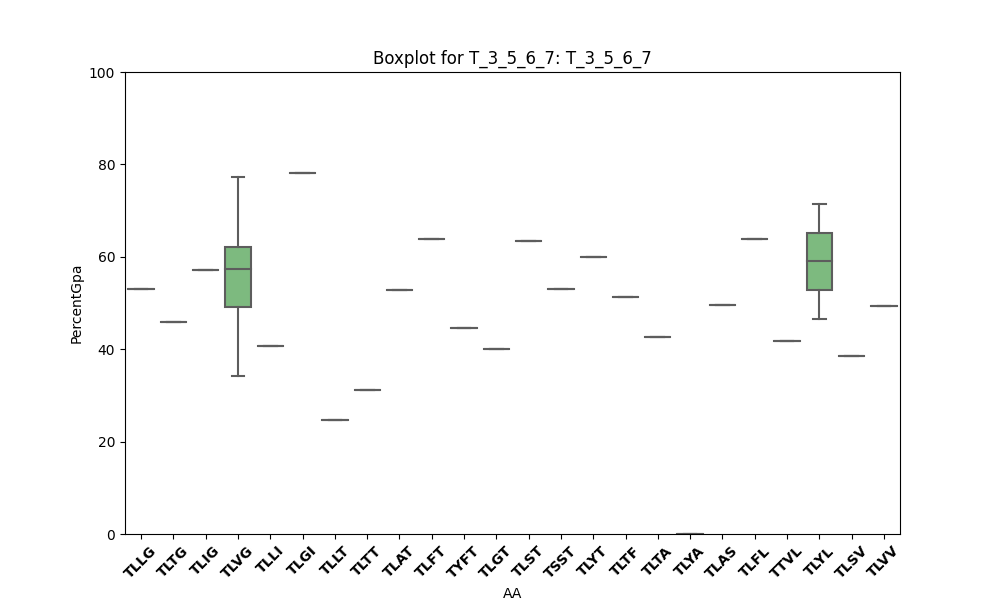 Boxplot for T_3_5_6_7: T_3_5_6_7
100
80
60
40
20
0
PercentGpa
TLLG TLTG TLIG TLVG TLLI TLGI TLLT TLTT TLAT TLFT TYFT TLGT TLST TSST TLYT TLTF TLTA TLYA TLAS TLFL TTVL TLYL TLSV TLVV
AA